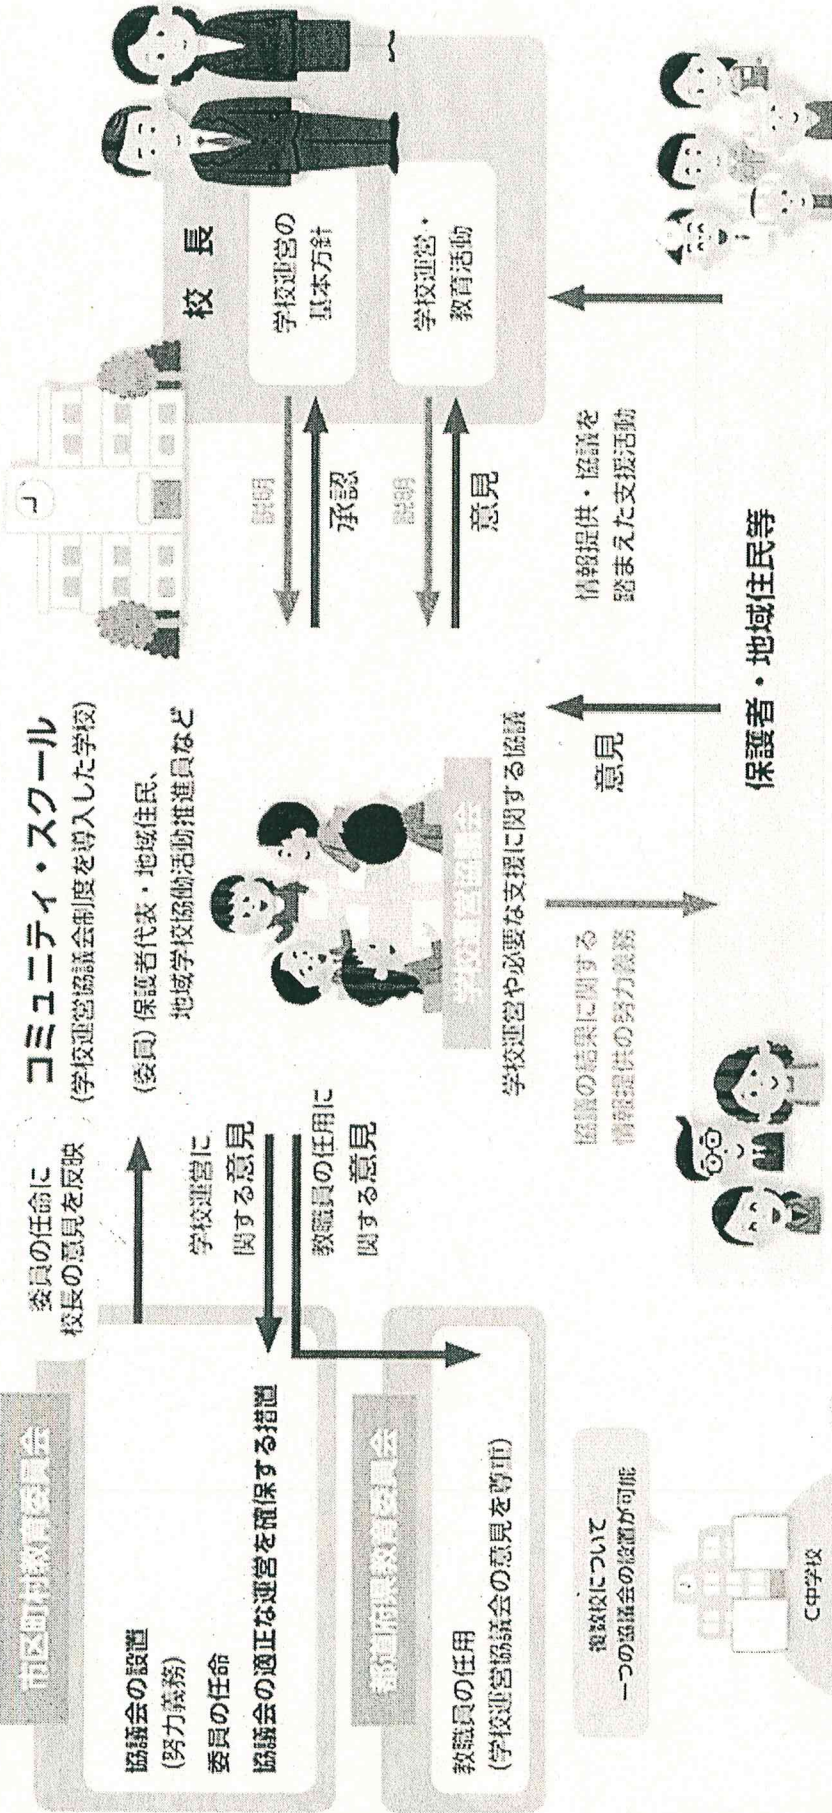 市区町村教育委員会
協議会の設置
(努力義務)
委員の任命
協議会の適正な運営を確保する措置
都道府県教育委員会
教職員の任用
(学校運営協議会の意見を尊重)
複数校について
一つの協議会の設置が可能
C中学校
委員の任命に
校長の意見を反映
学校運営に
関する意見
教職員の任用に
関する意見
コミュニティ・スクール
(学校運営協議会制度を導入した学校)
(委員) 保護者代表・地域住民、
地域学校協働活動推進員など
学校運営協議会
学校運営や必要な支援に関する協議
説明
承認
説明
意見
校長
学校運営の
基本方針
学校運営・
教育活動
協議の結果に関する
情報提供の努力義務
意見
情報提供・協議を
踏まえた支援活動
保護者・地域住民等